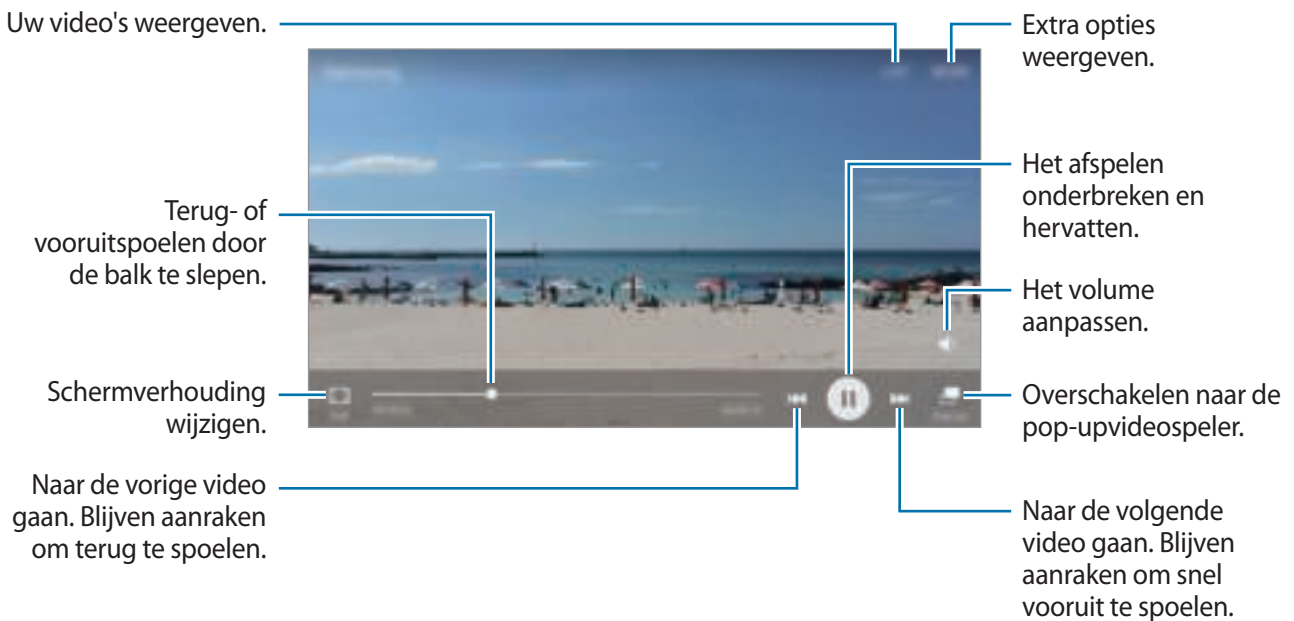 Uw video's weergeven.
Extra opties
weergeven.
Het afspelen
onderbreken en
hervatten.
Terug- of
vooruitspoelen door
de balk te slepen.
Het volume
aanpassen.
Schermverhouding
wijzigen.
Overschakelen naar de
pop-upvideospeler.
Naar de vorige video
gaan. Blijven aanraken
om terug te spoelen.
Naar de volgende
video gaan. Blijven
aanraken om snel
vooruit te spoelen.